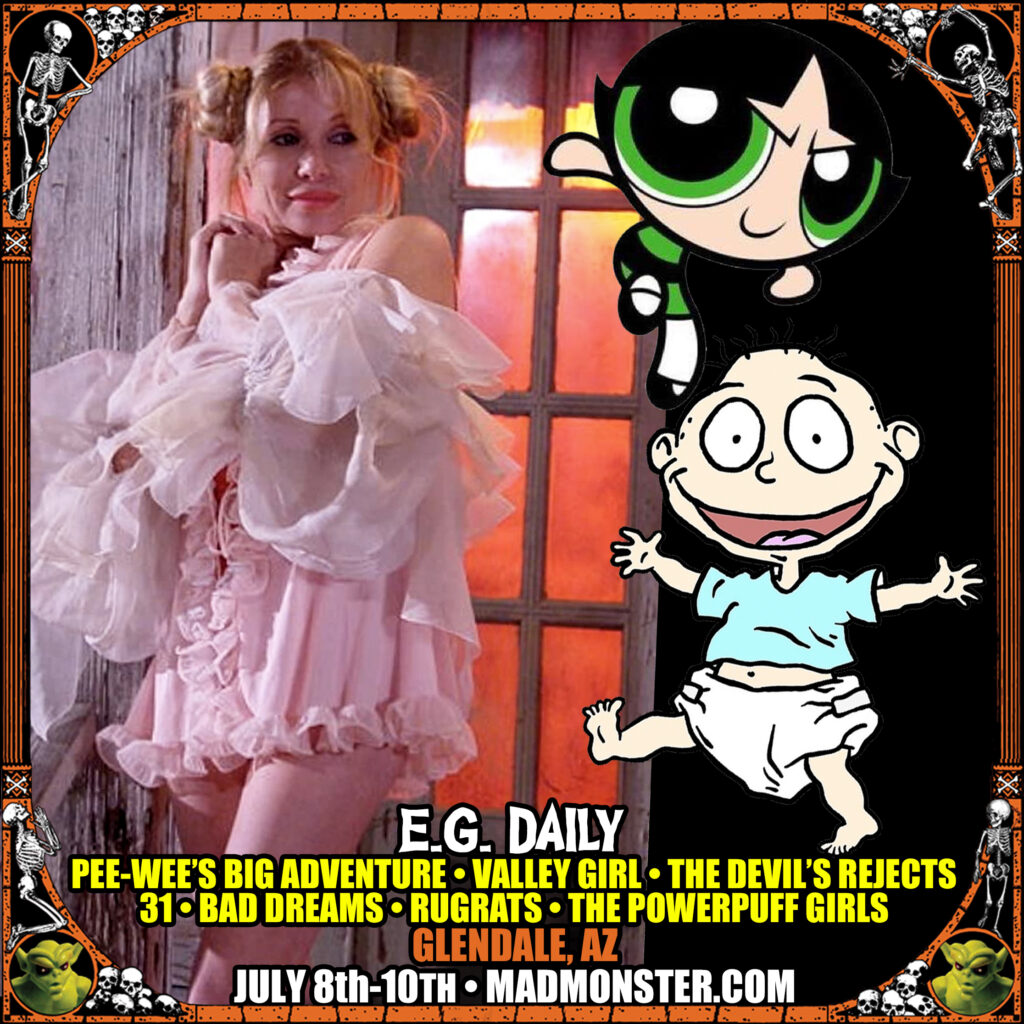 E.G. DAILY
PEE-WEE'S BIG ADVENTURE • VALLEY GIRL • THE DEVIL'S REJECTS
31 • BAD DREAMS • RUGRATS • THE POWERPUFF GIRLS
GLENDALE, AZ
JULY 8th-10TH • MADMONSTER.COM